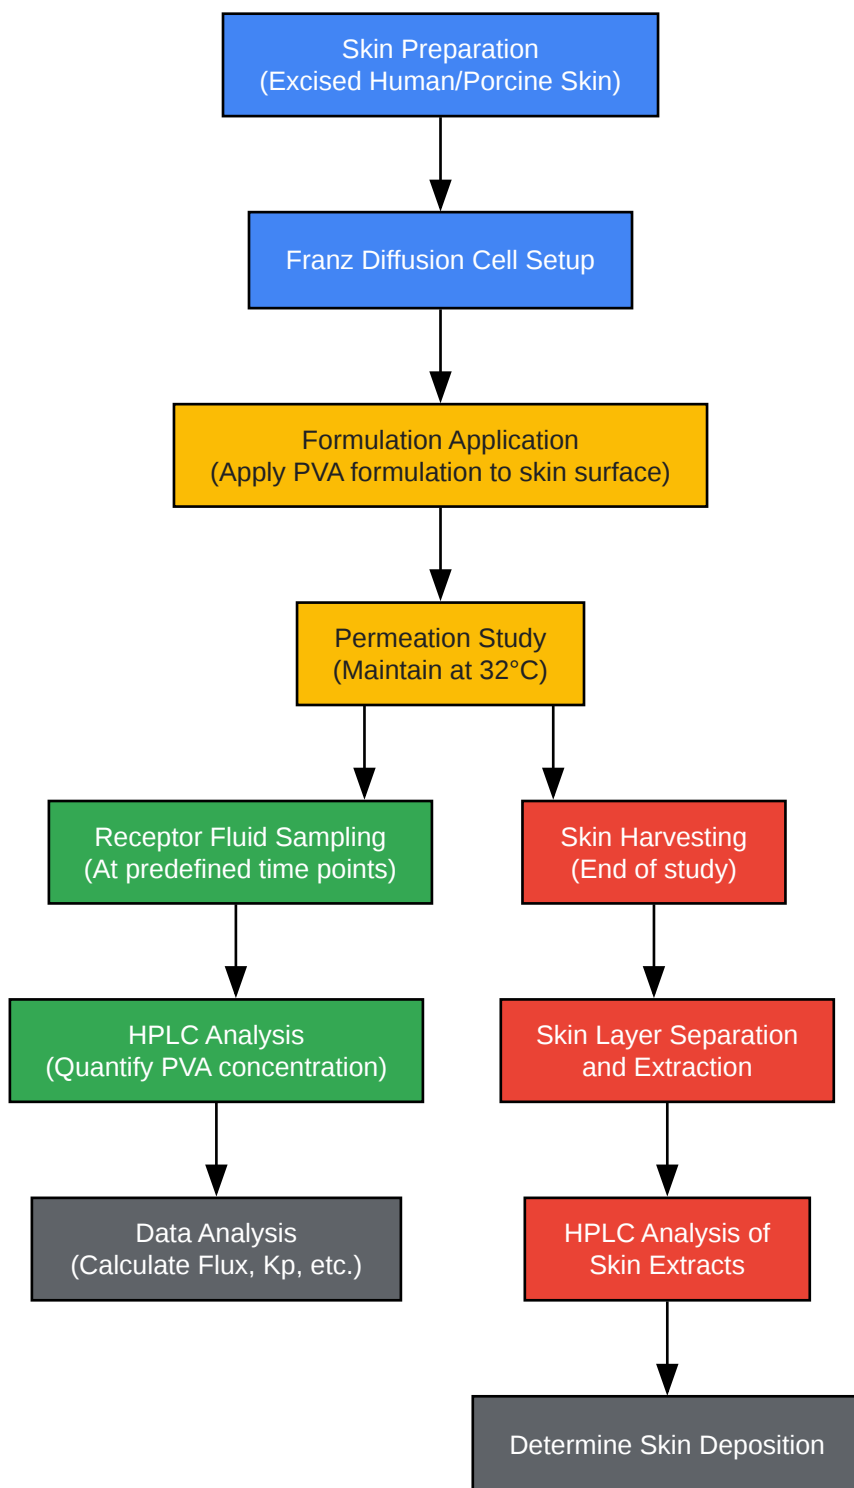 Skin Preparation
(Excised Human/Porcine Skin)
Franz Diffusion Cell Setup
Formulation Application
(Apply PVA formulation to skin surface)
Permeation Study
(Maintain at 32°C)
Receptor Fluid Sampling
(At predefined time points)
Skin Harvesting
(End of study)
HPLC Analysis
(Quantify PVA concentration)
Skin Layer Separation
and Extraction
Data Analysis
(Calculate Flux, Kp, etc.)
HPLC Analysis of
Skin Extracts
Determine Skin Deposition